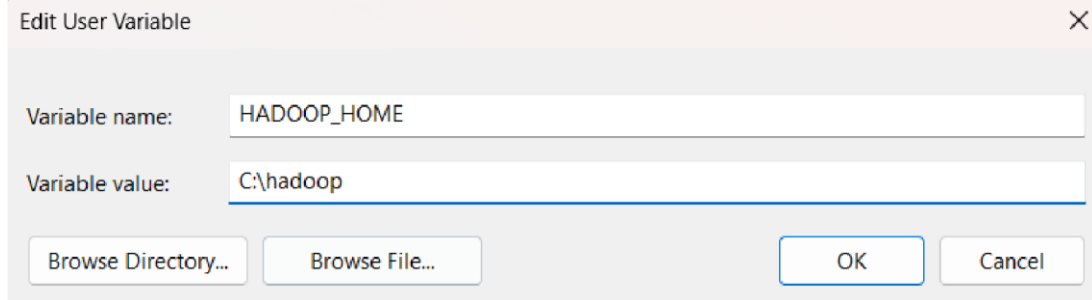 Edit User Variable
Variable name: HADOOP_HOME
Variable value: C:\hadoop
Browse Directory... Browse File... OK Cancel